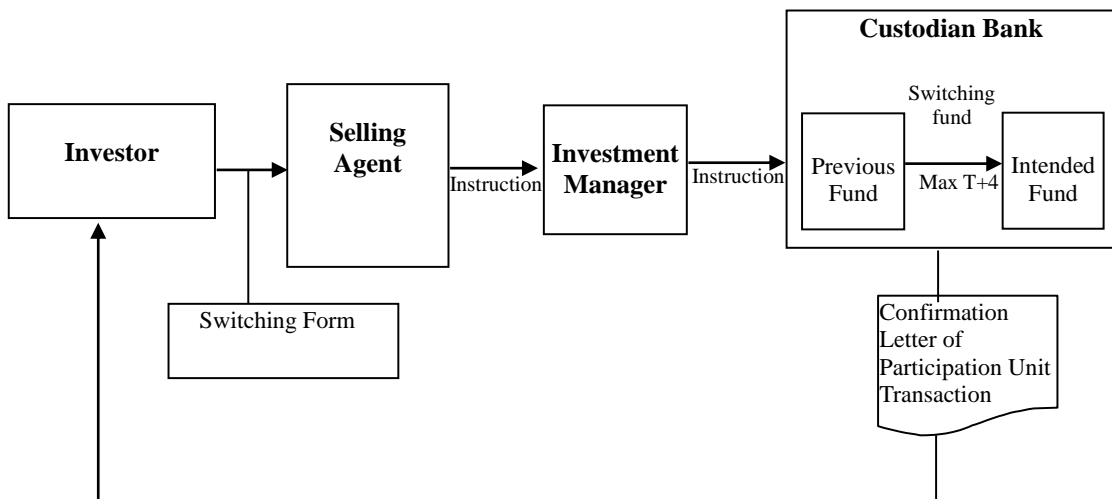 Custodian Bank
Investor
Selling
Agent
Instruction
Investment
Manager
Instruction
Switching
fund
Previous
Fund
Max T+4
Intended
Fund
Switching Form
Confirmation
Letter of
Participation Unit
Transaction